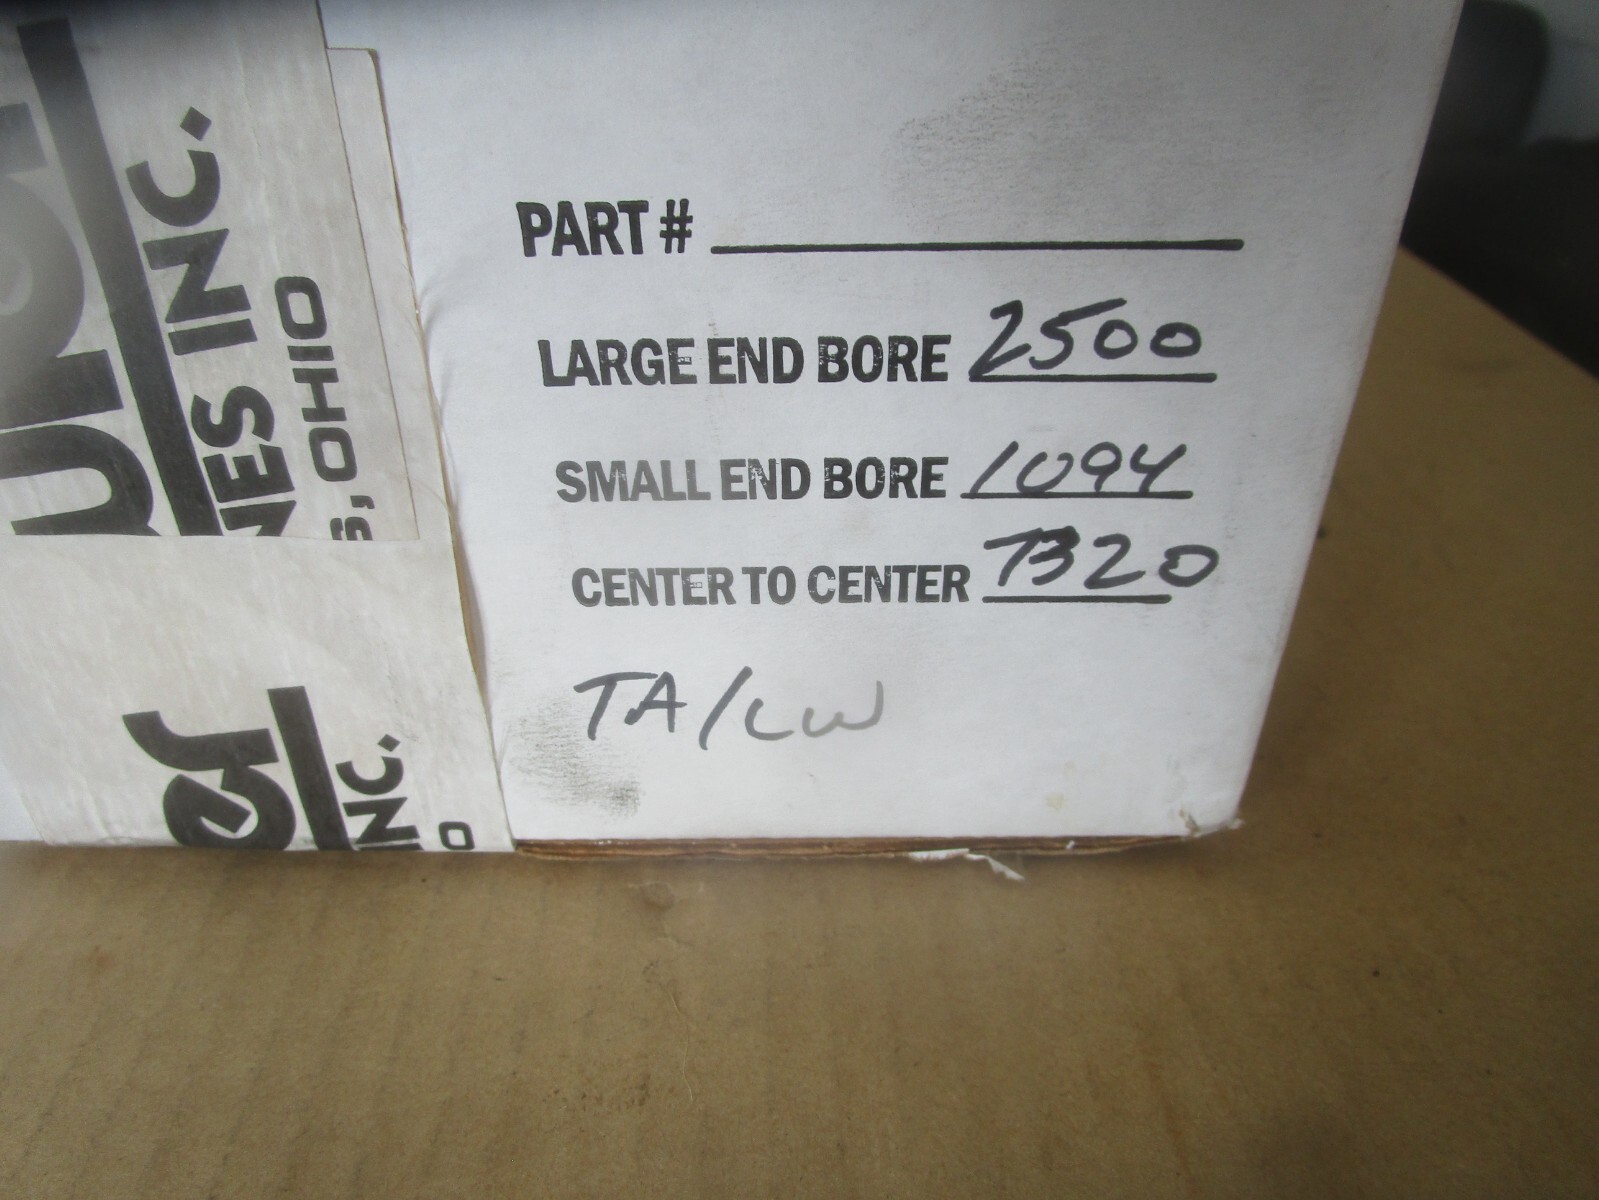 PART #
LARGE END BORE 2500
SMALL END BORE 1094
CENTER TO CENTER 7320
TA/LW
INC.
NES INC.
OHIO
INC.
O